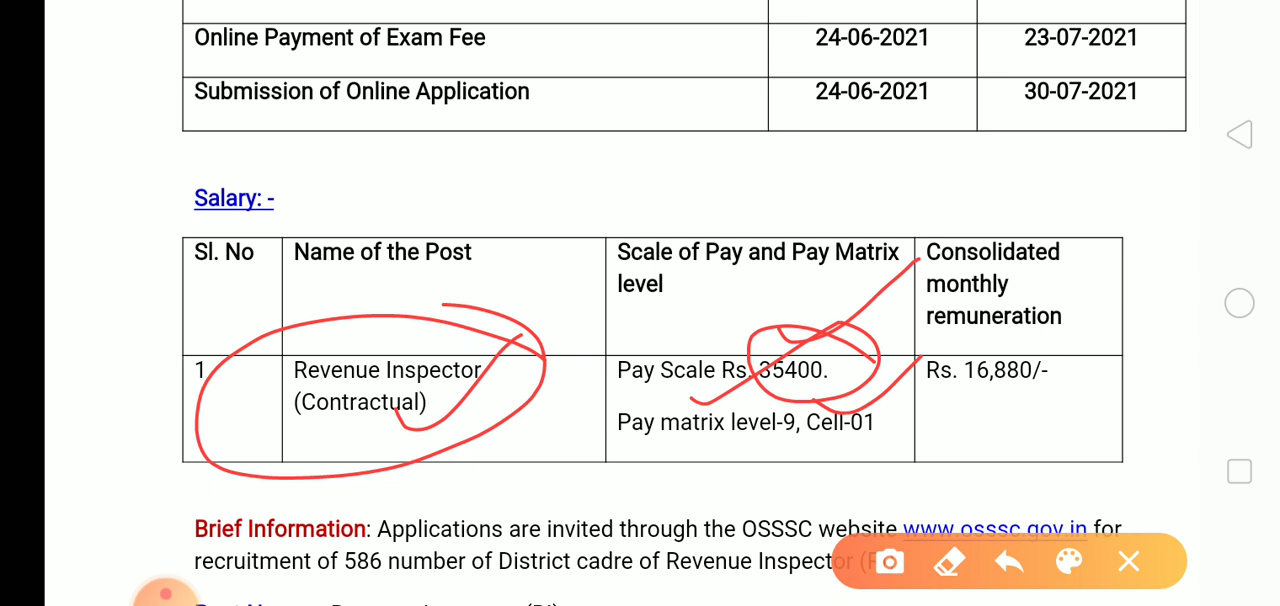 Online Payment of Exam Fee 24-06-2021 23-07-2021
Submission of Online Application 24-06-2021 30-07-2021
Salary: -
Sl. No Name of the Post Scale of Pay and Pay Matrix level Consolidated monthly remuneration
1 Revenue Inspector (Contractual) Pay Scale Rs. 35400. Rs. 16,880/-
Pay matrix level-9, Cell-01
Brief Information: Applications are invited through the OSSSC website www.osssc.gov.in for
recruitment of 586 number of District cadre of Revenue Inspector